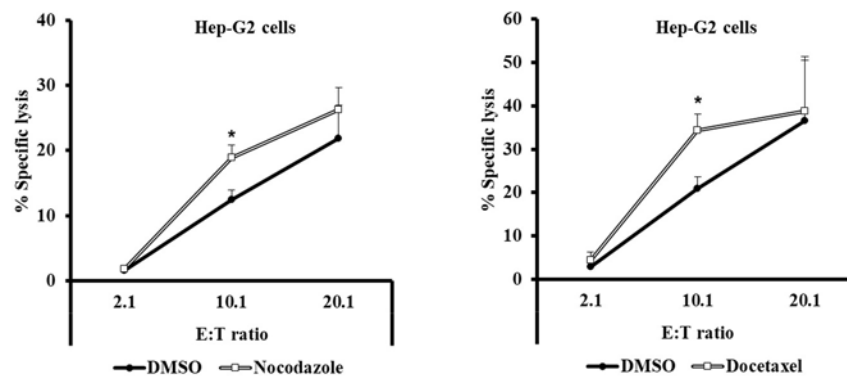 Hep-G2 cells
% Specific lysis
40
30
20
10
0
*
2.1 10.1 20.1
E:T ratio
DMSO Nocodazole
Hep-G2 cells
% Specific lysis
60
50
40
30
20
10
0
*
2.1 10.1 20.1
E:T ratio
DMSO Docetaxel